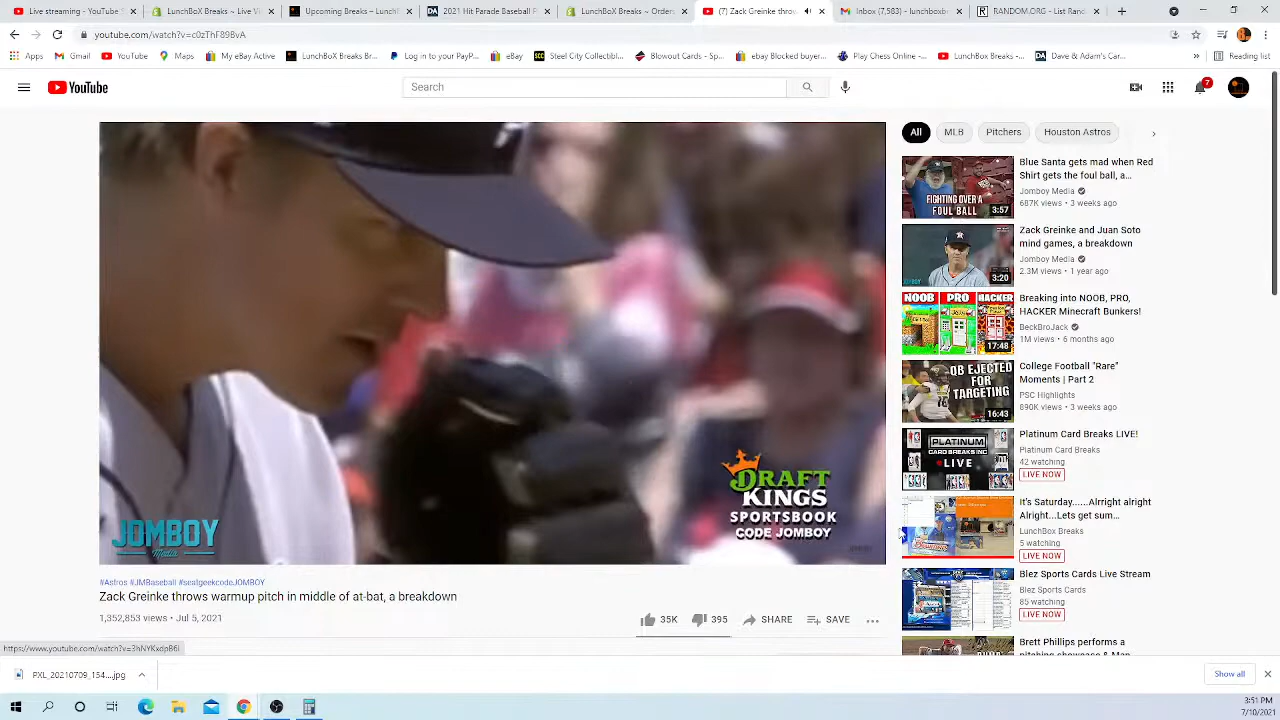 Live streaming - YouTube S
LunchBoX Breaks ~ Live Vi
Upcoming Breaks – Lunch
2021 Hit Parade Baseball P
LunchBoX Breaks ~ Orders
(7) Zack Greinke throw
Inbox (7,503) - lunchboxb
RANDOM.ORG - List Rand
youtube.com/watch?v=c0zThF89BvA
Apps
Gmail
YouTube
Maps
My eBay Active
LunchBoX Breaks Br...
Log in to your PayP...
eBay
Steel City Collectibl...
Blowout Cards - Sp...
ebay Blocked buyer...
Play Chess Online -...
LunchBoX Breaks -...
Dave & Adam's Car...
Reading list
YouTube
Search
7
DRAFT
KINGS
SPORTSBOOK
CODE JOMBOY
JOMBOY
Media
#Astros #JMBaseball #seatgeekcodeJOMBOY
Zack Greinke throws warmup pitch in middle of at-bat, a breakdown
1,352,853 views • Jul 5, 2021
395
SHARE
SAVE
All
MLB
Pitchers
Houston Astros
FIGHTING OVER A
FOUL BALL
3:57
Blue Santa gets mad when Red
Shirt gets the foul ball, a...
Jomboy Media
687K views • 3 weeks ago
3:20
Zack Greinke and Juan Soto
mind games, a breakdown
Jomboy Media
2.3M views • 1 year ago
NOOB
PRO
HACKER
17:48
Breaking into NOOB, PRO,
HACKER Minecraft Bunkers!
BeckBroJack
1M views • 6 months ago
QB EJECTED
FOR
TARGETING
16:43
College Football "Rare"
Moments | Part 2
PSC Highlights
890K views • 3 weeks ago
PLATINUM
CARD BREAKS INC
LIVE
Platinum Card Breaks LIVE!
Platinum Card Breaks
42 watching
LIVE NOW
It's Saturday.....Alright alright
Alright...Lets get sum...
LunchBox Breaks
5 watching
LIVE NOW
Blez Sports Cards Live Stream
Blez Sports Cards
85 watching
LIVE NOW
Brett Phillips performs a
PXL_20210709_154....jpg
Show all
3:51 PM
7/10/2021